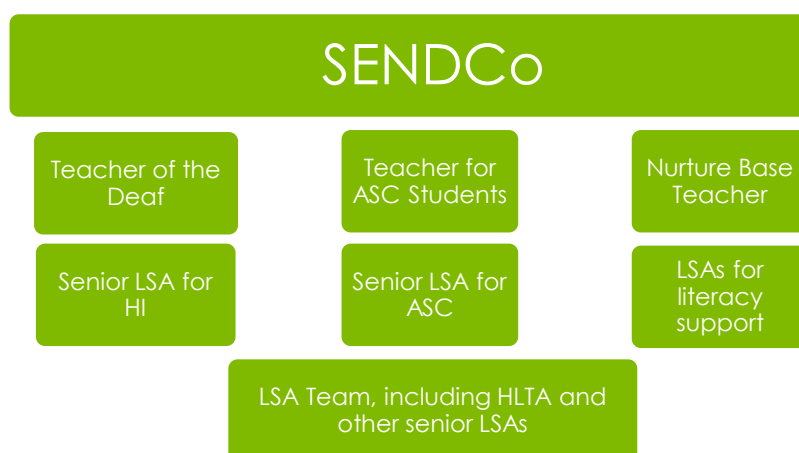 SENDCo
Teacher of the
Deaf
Teacher for
ASC Students
Nurture Base
Teacher
Senior LSA for
HI
Senior LSA for
ASC
LSAs for
literacy
support
LSA Team, including HLTA and
other senior LSAs